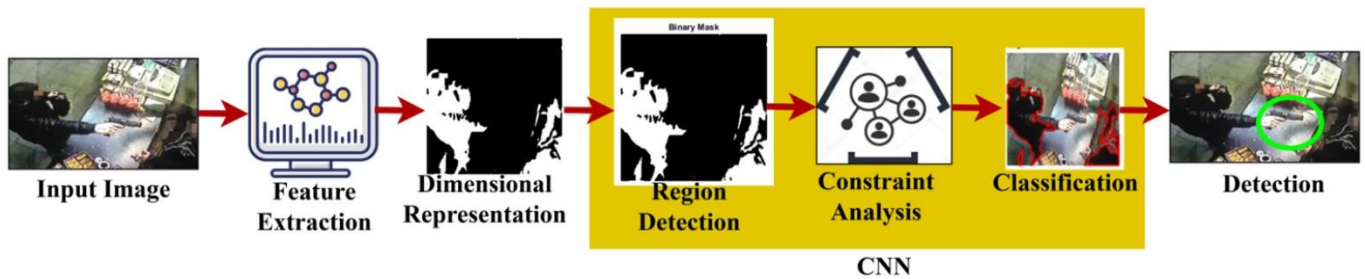 Binary Mask
Input Image
Feature
Extraction
Dimensional
Representation
Region
Detection
Constraint
Analysis
Classification
Detection
CNN